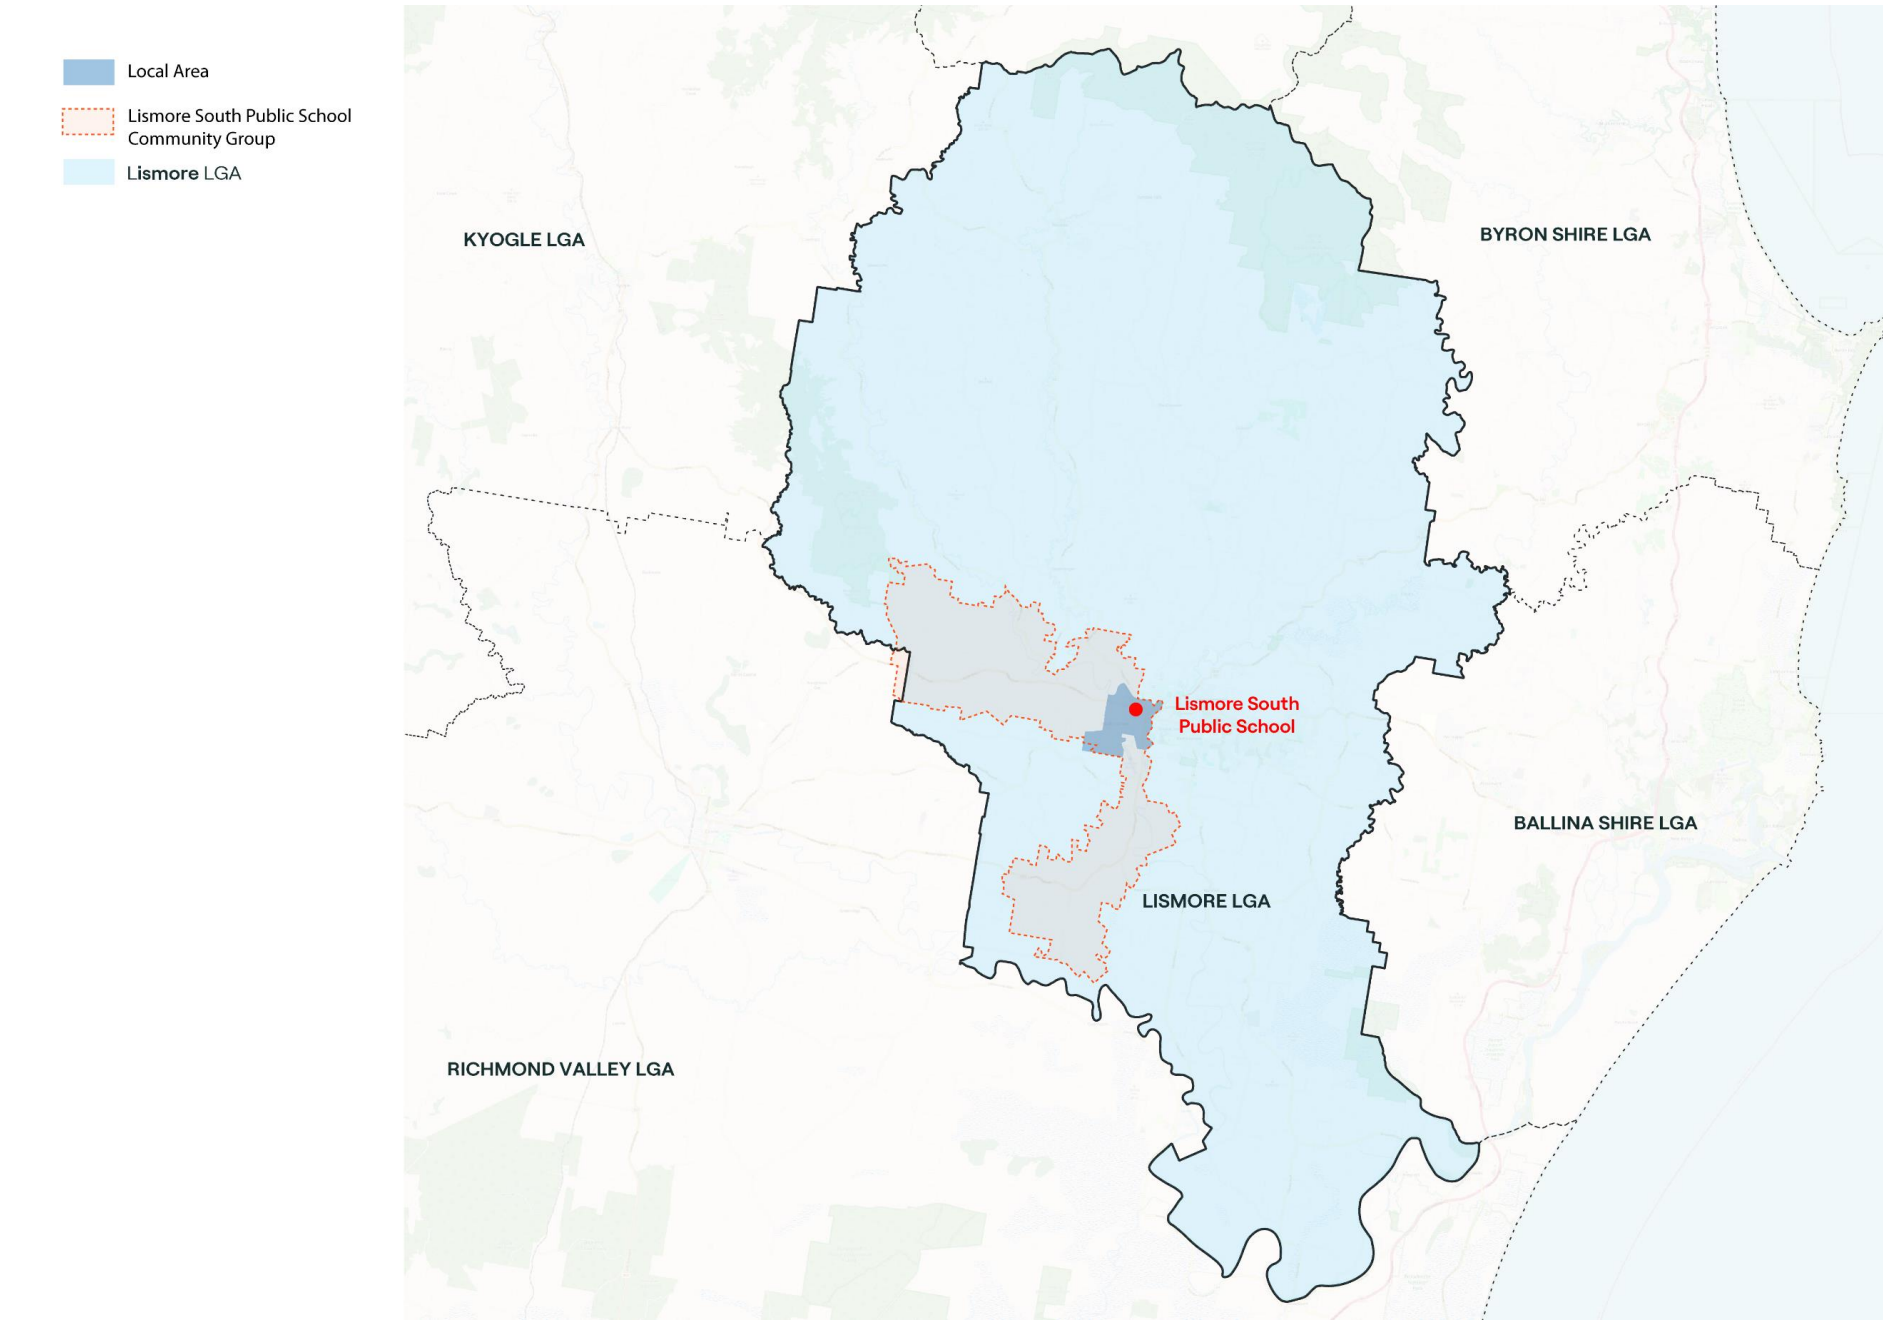 Local Area
Lismore South Public School
Community Group
Lismore LGA
KYOGLE LGA
BYRON SHIRE LGA
Lismore South
Public School
BALLINA SHIRE LGA
LISMORE LGA
RICHMOND VALLEY LGA